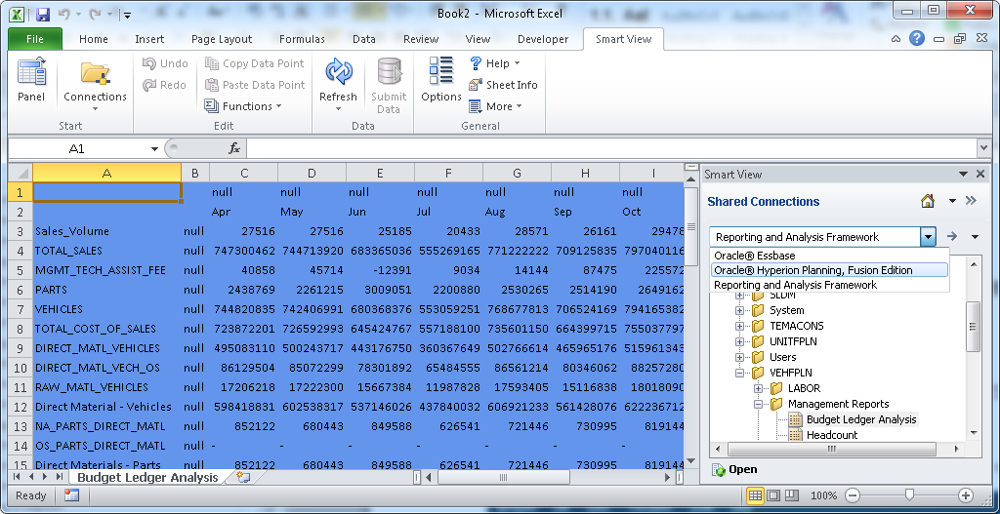 Book2 - Microsoft Excel
File Home Insert Page Layout Formulas Data Review View Developer Smart View
Panel Connections Undo Redo Copy Data Point Paste Data Point Functions Refresh Submit Data Options Help Sheet Info More
Start Edit Data General
A1 fx
A B C D E F G H I
1 null null null null null null null
2 Apr May Jun Jul Aug Sep Oct
3 Sales_Volume null 27516 27516 25185 20433 28571 26161 29478
4 TOTAL_SALES null 747300462 744713920 683365036 555269165 771222222 709125835 797040116
5 MGMT_TECH_ASSIST_FEE null 40858 45714 -12391 9034 14144 87475 225572
6 PARTS null 2438769 2261215 3009051 2200880 2530265 2514190 2649162
7 VEHICLES null 744820835 742406991 680368376 553059251 768677813 706524169 794165382
8 TOTAL_COST_OF_SALES null 723872201 726592993 645424767 557188100 735601150 664399715 755037797
9 DIRECT_MATL_VEHICLES null 495083110 500243717 443176750 360367649 502766614 465965176 515961343
10 DIRECT_MATL_VECH_OS null 86129504 85072299 78301892 65484555 86561214 80346062 88257280
11 RAW_MATL_VEHICLES null 17206218 17222300 15667384 11987828 17593405 15116838 18018090
12 Direct Material - Vehicles null 598418831 602538317 537146026 437840032 606921233 561428076 622236712
13 NA_PARTS_DIRECT_MATL null 852122 680443 849588 626541 721446 730995 819144
14 OS_PARTS_DIRECT_MATL null - - - - - - -
15 Direct Materials - Parts null 852122 680443 849588 626541 721446 730995 819144
Budget Ledger Analysis
Smart View
Shared Connections
Reporting and Analysis Framework
Oracle® Essbase
Oracle® Hyperion Planning, Fusion Edition
Reporting and Analysis Framework
SLDM
System
TEMACONS
UNITFPLN
Users
VEHFPLN
LABOR
Management Reports
Budget Ledger Analysis
Headcount
Open
Ready 100%